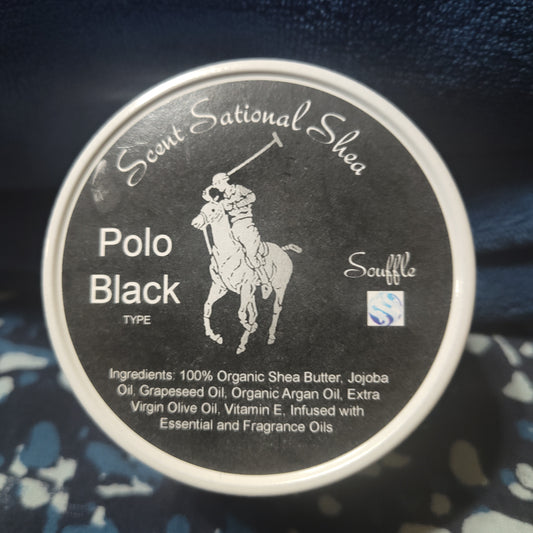 Scent Sational Shea
Polo
Black
TYPE
Souffle
Ingredients: 100% Organic Shea Butter, Jojoba
Oil, Grapeseed Oil, Organic Argan Oil, Extra
Virgin Olive Oil, Vitamin E, Infused with
Essential and Fragrance Oils